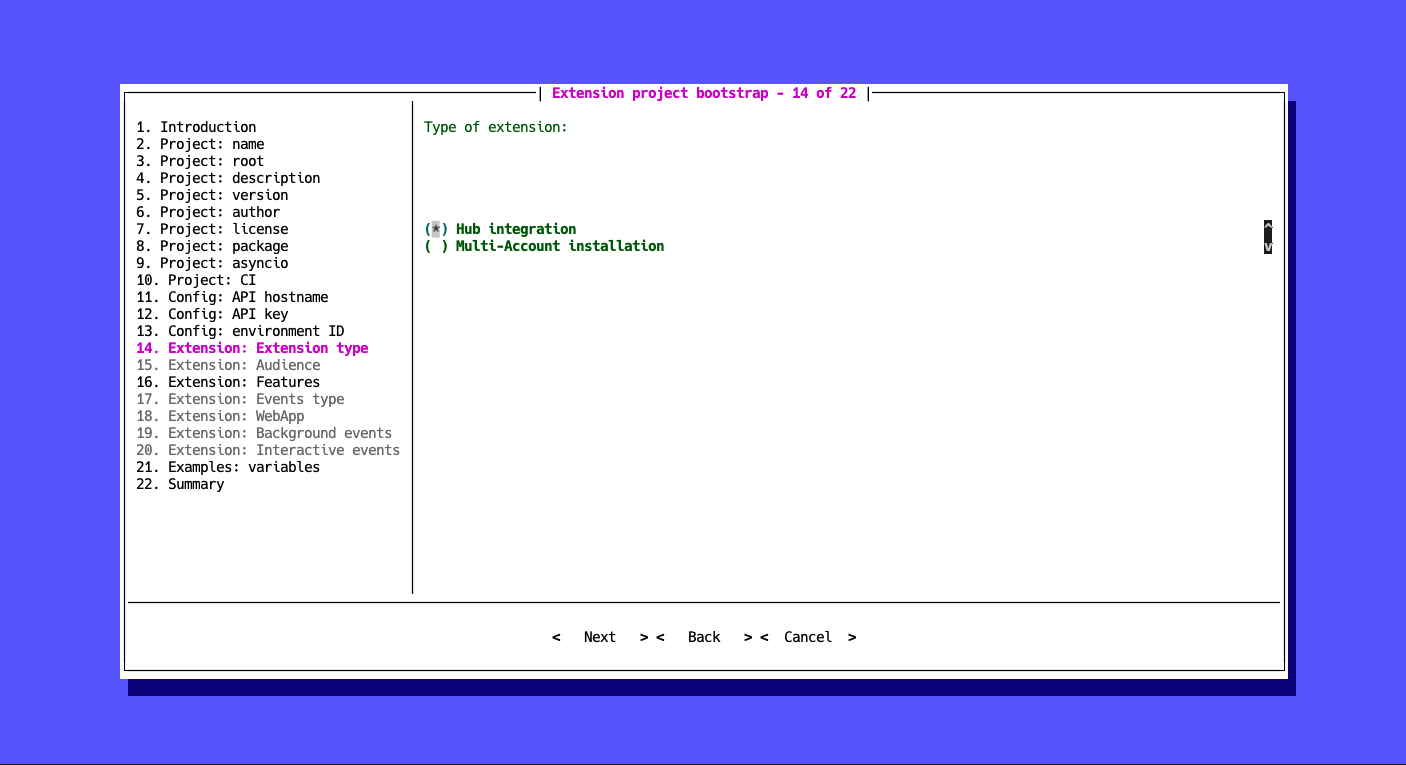 Extension project bootstrap - 14 of 22
1. Introduction
2. Project: name
3. Project: root
4. Project: description
5. Project: version
6. Project: author
7. Project: license
8. Project: package
9. Project: asyncio
10. Project: CI
11. Config: API hostname
12. Config: API key
13. Config: environment ID
14. Extension: Extension type
15. Extension: Audience
16. Extension: Features
17. Extension: Events type
18. Extension: WebApp
19. Extension: Background events
20. Extension: Interactive events
21. Examples: variables
22. Summary
Type of extension:
(*) Hub integration
( ) Multi-Account installation
^
v
< Next > < Back > < Cancel >